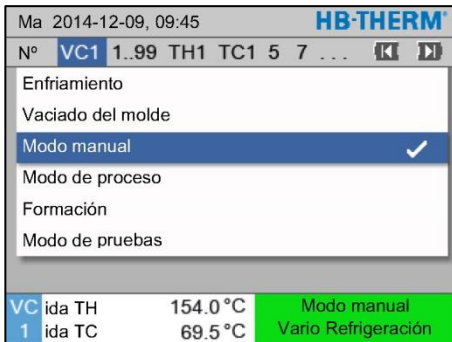 Ma 2014-12-09, 09:45 HB-THERM®
Nº VC1 1..99 TH1 TC1 5 7 ...
Enfriamiento
Vaciado del molde
Modo manual
Modo de proceso
Formación
Modo de pruebas
VC ida TH 154.0 °C Modo manual
1 ida TC 69.5 °C Vario Refrigeración